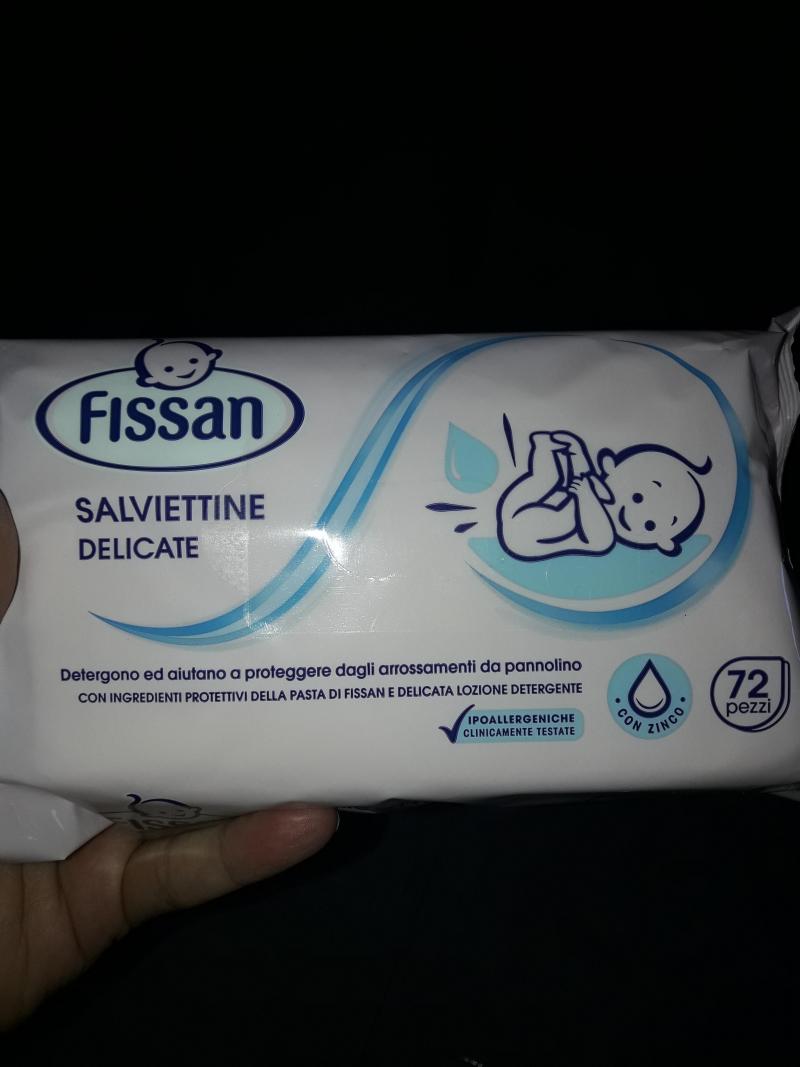 Fissan
SALVIETTINE
DELICATE
Detergono ed aiutano a proteggere dagli arrossamenti da pannolino
CON INGREDIENTI PROTETTIVI DELLA PASTA DI FISSAN E DELICATA LOZIONE DETERGENTE
IPOALLERGENICHE
CLINICAMENTE TESTATE
• CON ZINCO •
72
pezzi